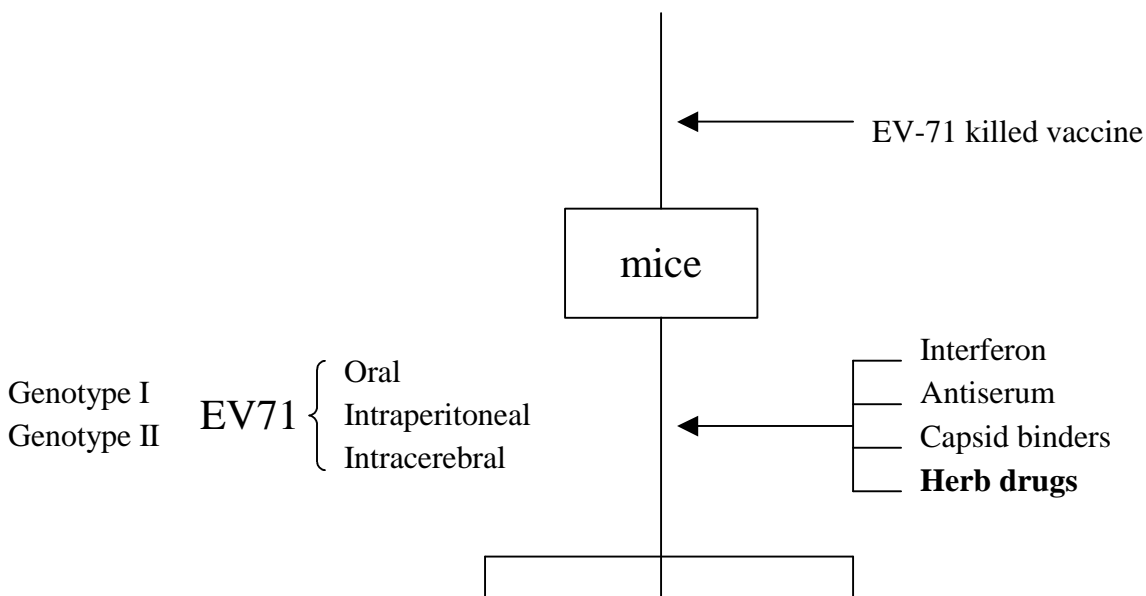 EV-71 killed vaccine
mice
Genotype I
Genotype II
EV71
Oral
Intraperitoneal
Intracerebral
Interferon
Antiserum
Capsid binders
Herb drugs